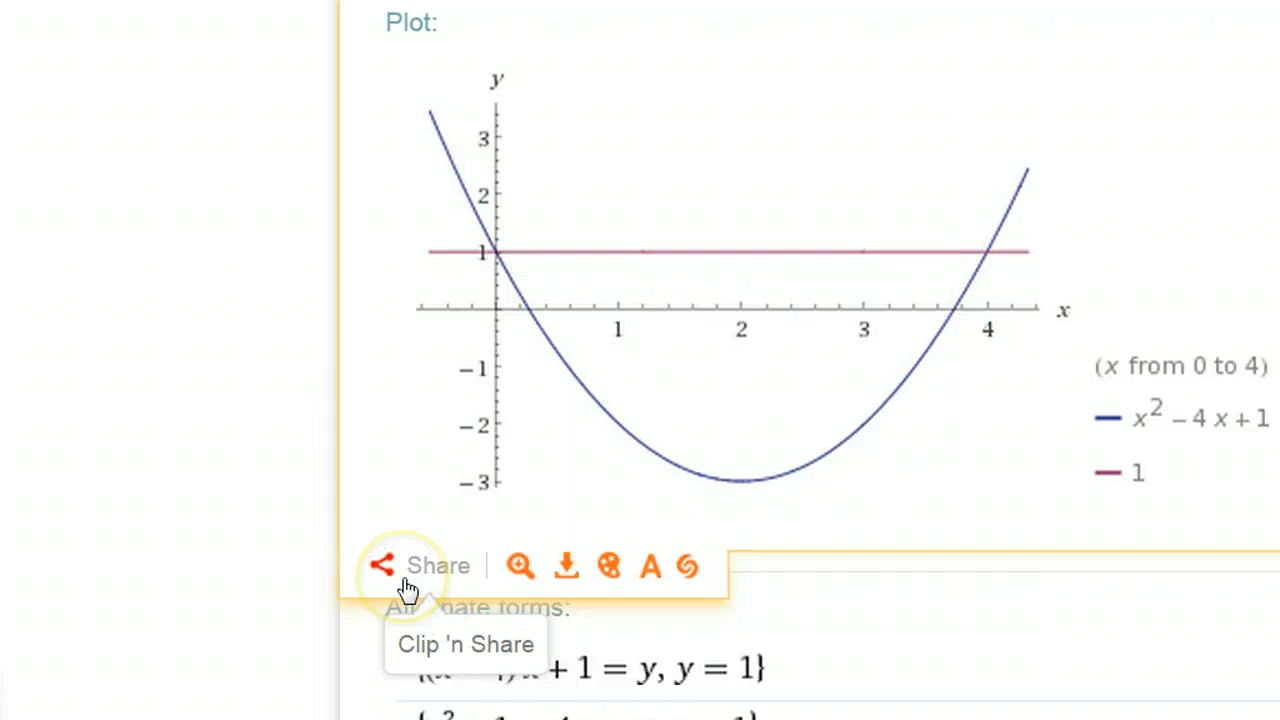 Plot:
y
3
2
1
1 2 3 4 x
−1
−2
−3
(x from 0 to 4)
x² − 4 x + 1
1
Share A
forms:
Clip 'n Share
+ 1 = y, y = 1}